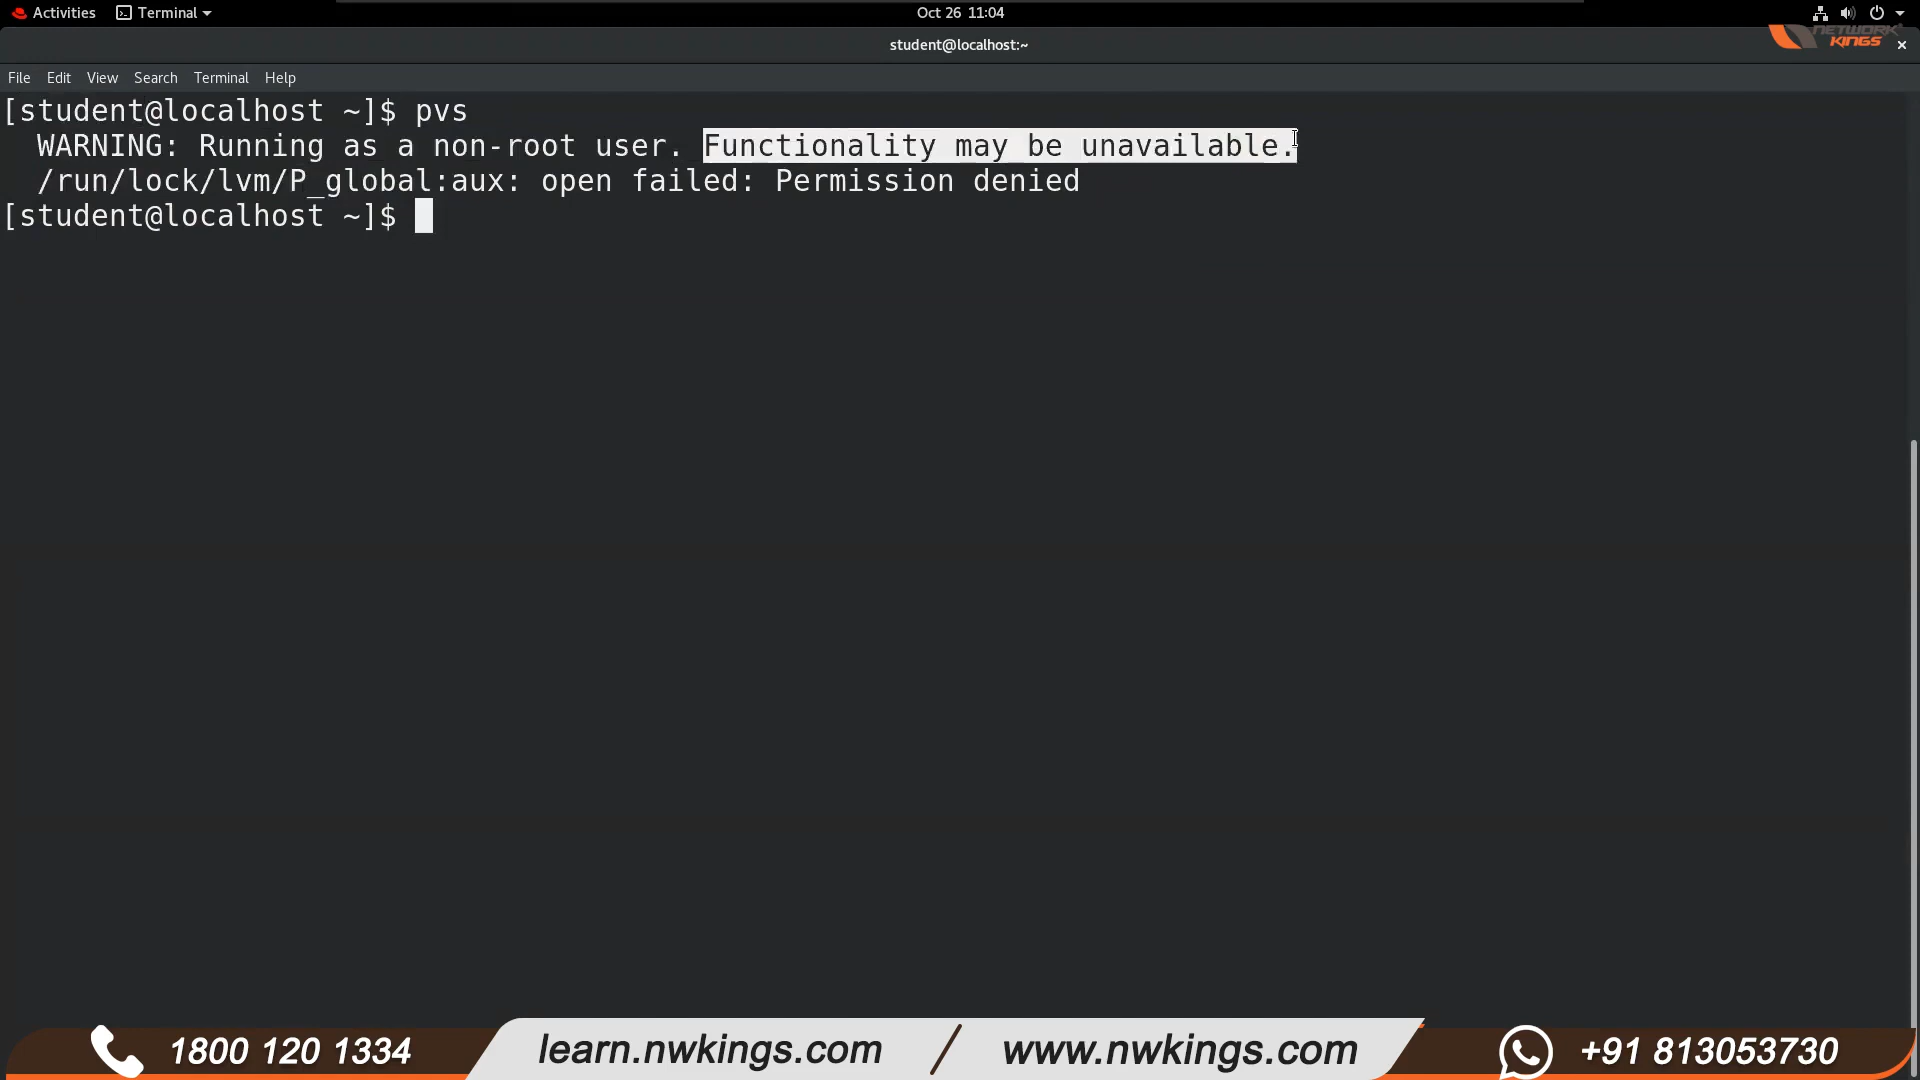 Activities Terminal Oct 26 11:04
NETWORK
KINGS
student@localhost:~
File Edit View Search Terminal Help
[student@localhost ~]$ pvs
WARNING: Running as a non-root user. Functionality may be unavailable.
/run/lock/lvm/P_global:aux: open failed: Permission denied
[student@localhost ~]$
1800 120 1334 learn.nwkings.com / www.nwkings.com +91 813053730